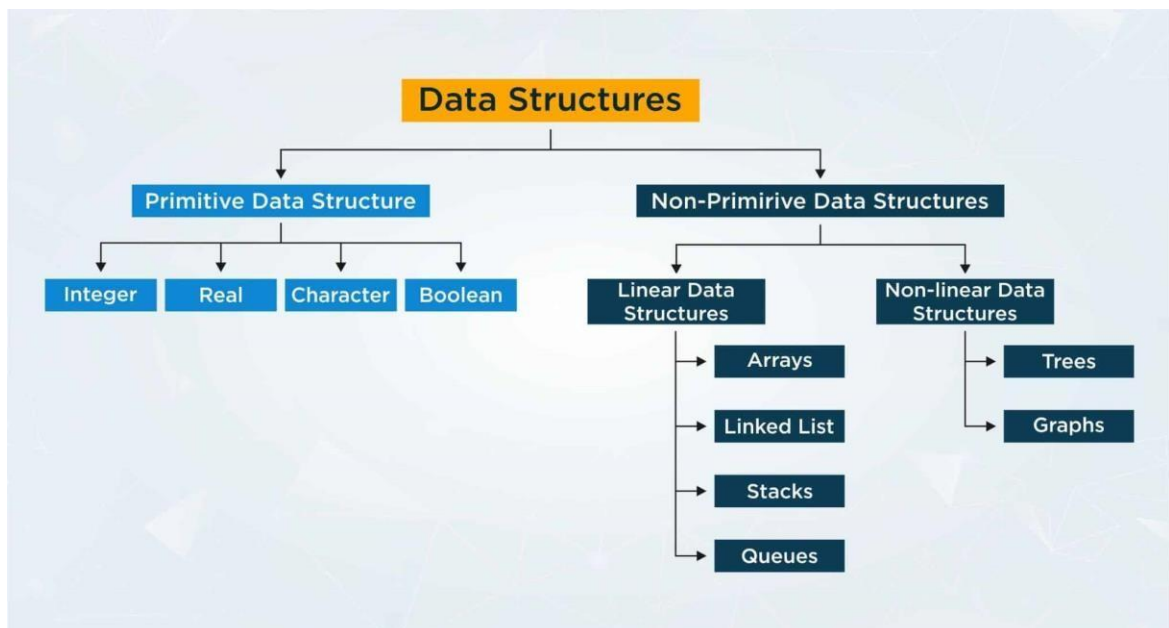 Data Structures
Primitive Data Structure
Non-Primirive Data Structures
Integer
Real
Character
Boolean
Linear Data
Structures
Non-linear Data
Structures
Arrays
Trees
Linked List
Graphs
Stacks
Queues